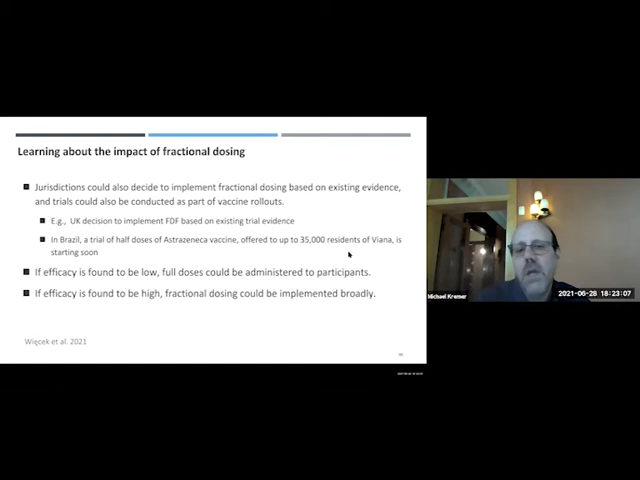 Learning about the impact of fractional dosing
Jurisdictions could also decide to implement fractional dosing based on existing evidence,
and trials could also be conducted as part of vaccine rollouts.
E.g., UK decision to implement FDF based on existing trial evidence
In Brazil, a trial of half doses of Astrazeneca vaccine, offered to up to 35,000 residents of Viana, is
starting soon
If efficacy is found to be low, full doses could be administered to participants.
If efficacy is found to be high, fractional dosing could be implemented broadly.
Więcek et al. 2021
Michael Kremer
2021-06-28 18:23:07